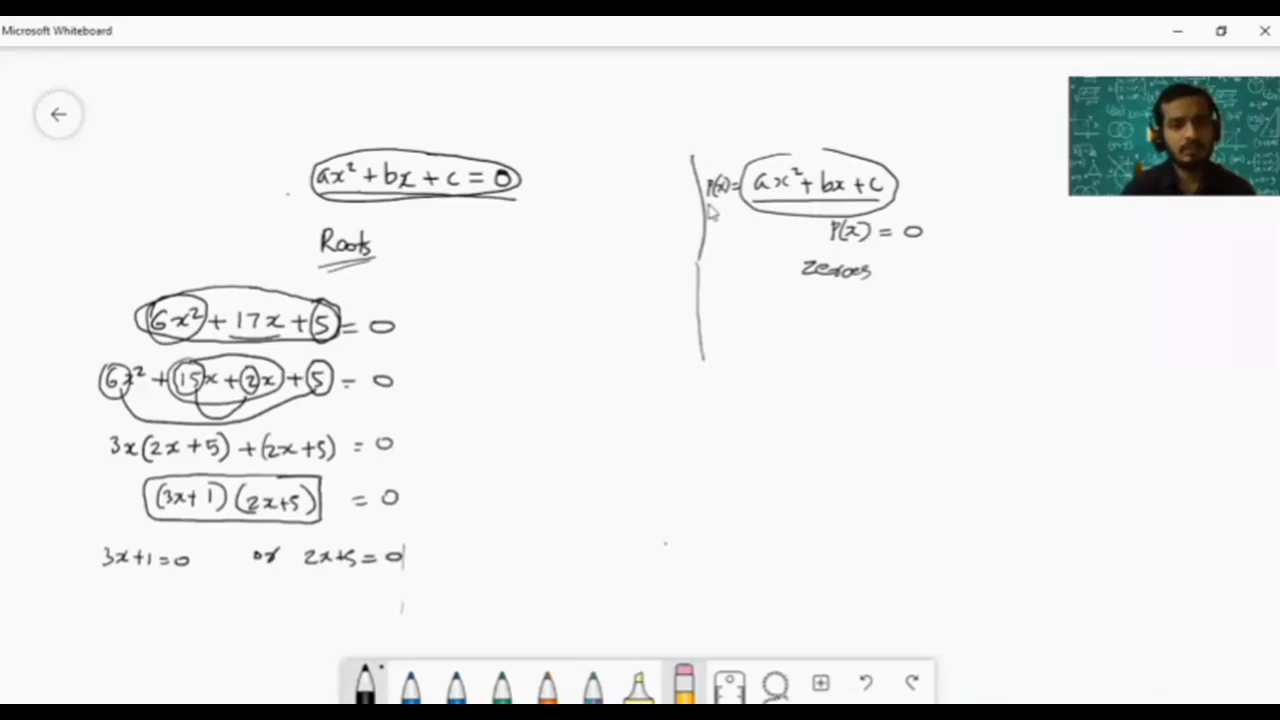 Microsoft Whiteboard
ax² + bx + c = 0
Roots
6x² + 17x + 5 = 0
6x² + 15x + 2x + 5 = 0
3x(2x+5) + (2x+5) = 0
(3x+1) (2x+5) = 0
3x+1=0 or 2x+5=0
P(x)= ax² + bx + c
P(x) = 0
zeroes